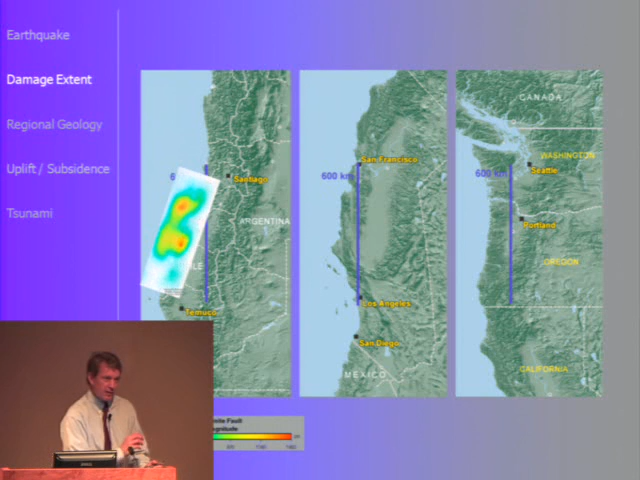 Earthquake
Damage Extent
Regional Geology
Uplift / Subsidence
Tsunami
Santiago
ARGENTINA
Temuco
San Francisco
600 km
Los Angeles
San Diego
MEXICO
CANADA
WASHINGTON
Seattle
600 km
Portland
OREGON
CALIFORNIA